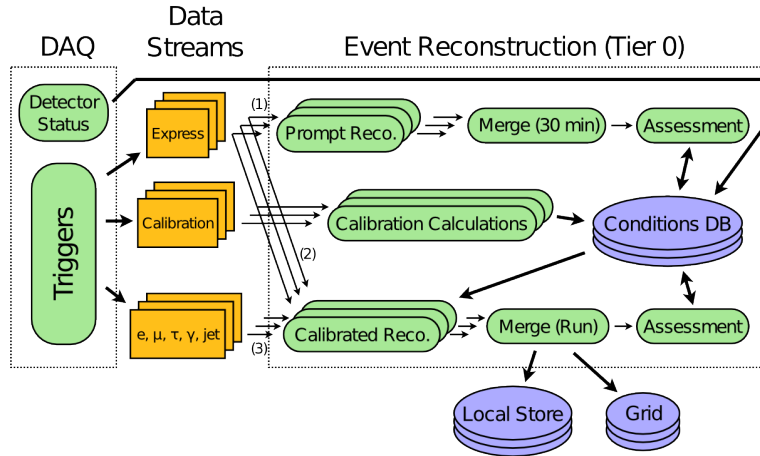 DAQ
Data
Streams
Event Reconstruction (Tier 0)
Detector
Status
Express
(1)
Prompt Reco.
Merge (30 min)
Assessment
Triggers
Calibration
Calibration Calculations
Conditions DB
(2)
e, μ, τ, γ, jet
(3)
Calibrated Reco.
Merge (Run)
Assessment
Local Store
Grid